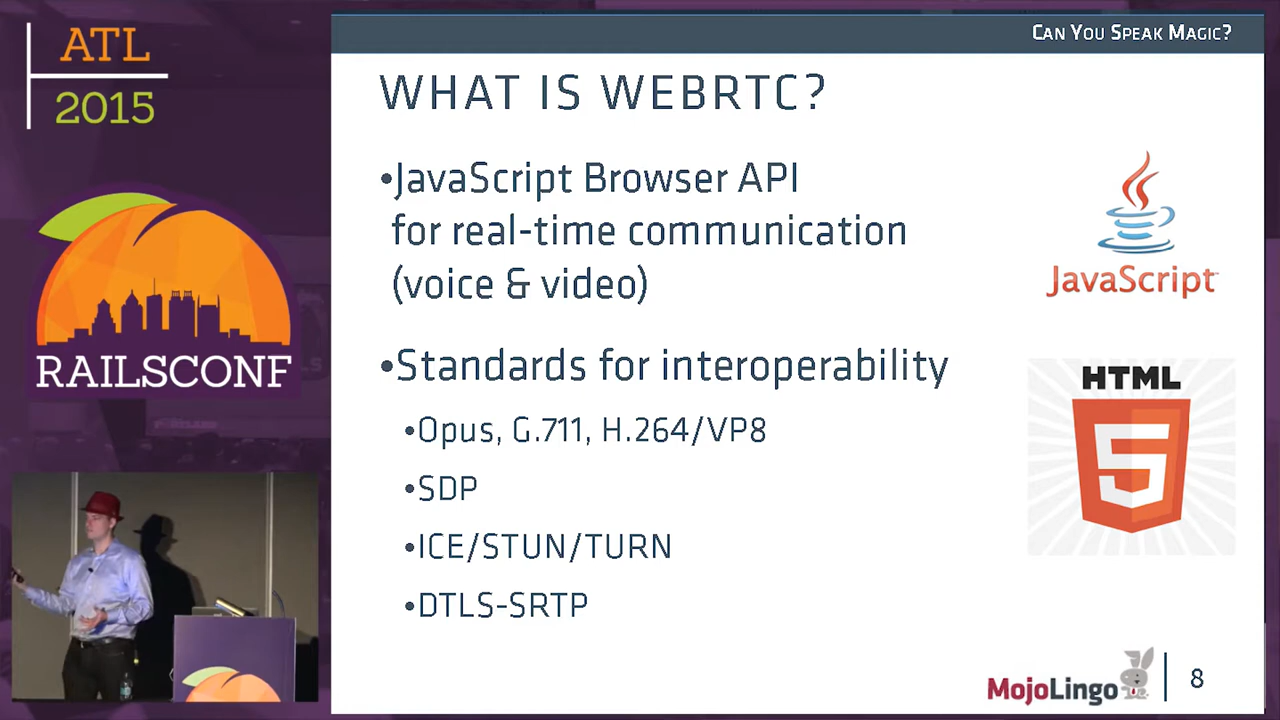 ATL
2015
RAILSCONF
CAN YOU SPEAK MAGIC?
WHAT IS WEBRTC?
•JavaScript Browser API
for real-time communication
(voice & video)
•Standards for interoperability
•Opus, G.711, H.264/VP8
•SDP
•ICE/STUN/TURN
•DTLS-SRTP
JavaScript
HTML
5
MojoLingo
8